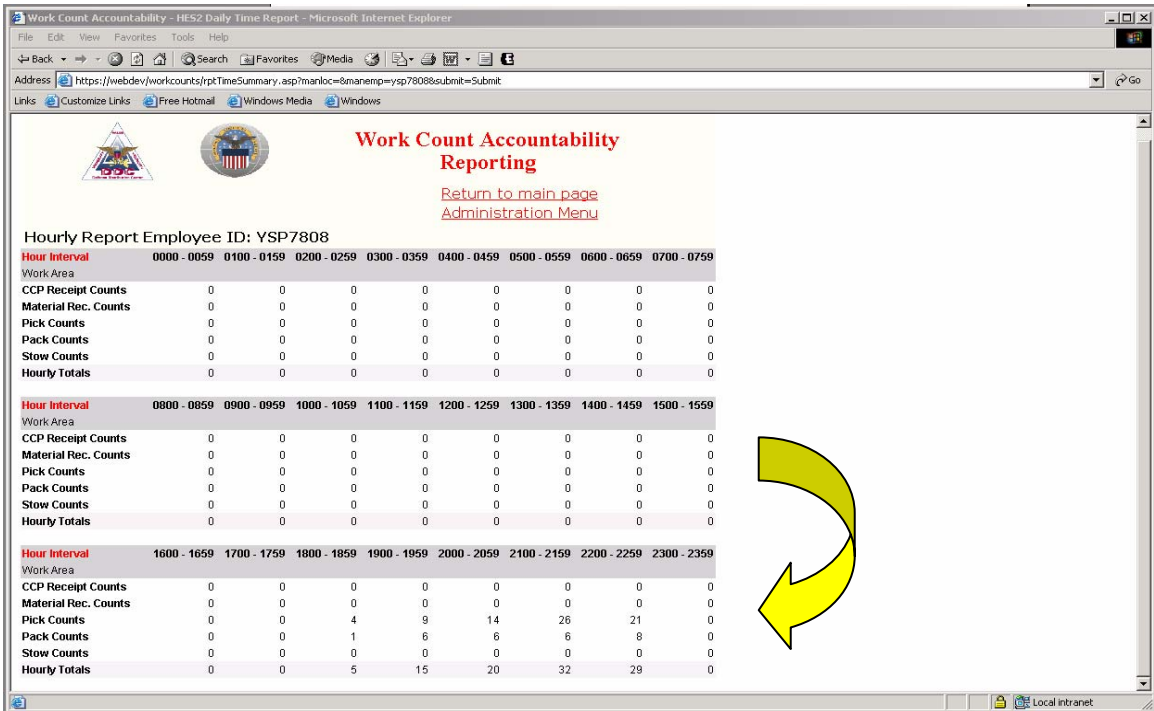 Work Count Accountability - HES2 Daily Time Report - Microsoft Internet Explorer
File Edit View Favorites Tools Help
Back Search Favorites Media
Address https://webdev/workcounts/rptTimeSummary.asp?manloc=&manemp=ysp7808&submit=Submit Go
Links Customize Links Free Hotmail Windows Media Windows
Work Count Accountability
Reporting
DDC
Return to main page
Administration Menu
Hourly Report Employee ID: YSP7808
Hour Interval 0000 - 0059 0100 - 0159 0200 - 0259 0300 - 0359 0400 - 0459 0500 - 0559 0600 - 0659 0700 - 0759
Work Area
CCP Receipt Counts 0 0 0 0 0 0 0 0
Material Rec. Counts 0 0 0 0 0 0 0 0
Pick Counts 0 0 0 0 0 0 0 0
Pack Counts 0 0 0 0 0 0 0 0
Stow Counts 0 0 0 0 0 0 0 0
Hourly Totals 0 0 0 0 0 0 0 0
Hour Interval 0800 - 0859 0900 - 0959 1000 - 1059 1100 - 1159 1200 - 1259 1300 - 1359 1400 - 1459 1500 - 1559
Work Area
CCP Receipt Counts 0 0 0 0 0 0 0 0
Material Rec. Counts 0 0 0 0 0 0 0 0
Pick Counts 0 0 0 0 0 0 0 0
Pack Counts 0 0 0 0 0 0 0 0
Stow Counts 0 0 0 0 0 0 0 0
Hourly Totals 0 0 0 0 0 0 0 0
Hour Interval 1600 - 1659 1700 - 1759 1800 - 1859 1900 - 1959 2000 - 2059 2100 - 2159 2200 - 2259 2300 - 2359
Work Area
CCP Receipt Counts 0 0 0 0 0 0 0 0
Material Rec. Counts 0 0 0 0 0 0 0 0
Pick Counts 0 0 4 9 14 26 21 0
Pack Counts 0 0 1 6 6 6 8 0
Stow Counts 0 0 0 0 0 0 0 0
Hourly Totals 0 0 5 15 20 32 29 0
Local intranet